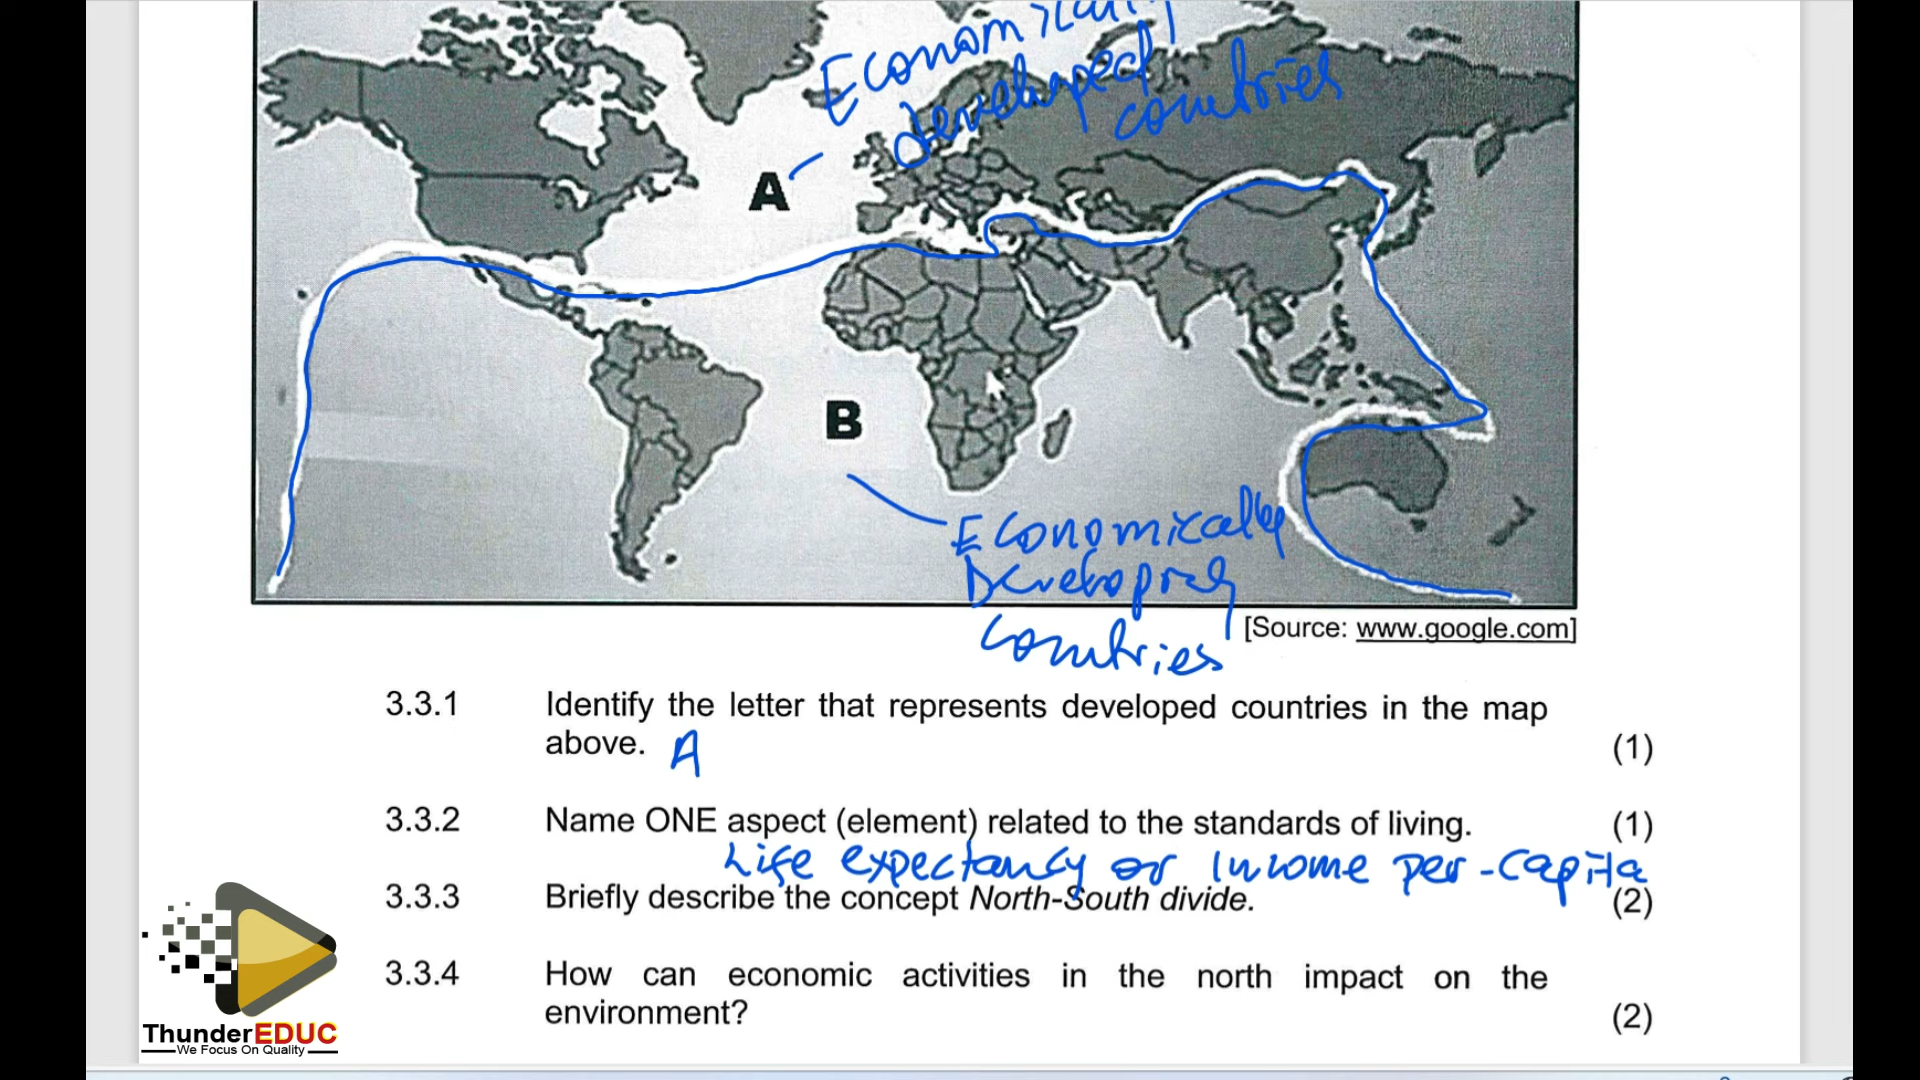 Economically
developed
countries
A
B
Economically
Developing
countries
[Source: www.google.com]
3.3.1 Identify the letter that represents developed countries in the map
above. A (1)
3.3.2 Name ONE aspect (element) related to the standards of living. (1)
Life expectancy or Income per-capita
3.3.3 Briefly describe the concept North-South divide. (2)
3.3.4 How can economic activities in the north impact on the
environment? (2)
ThunderEDUC
We Focus On Quality